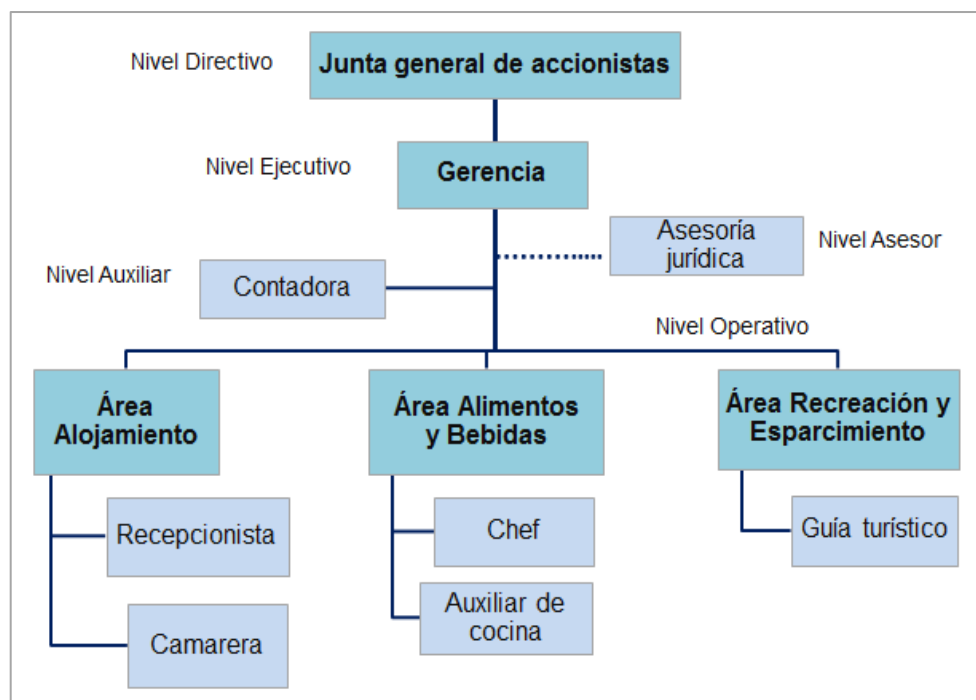 Nivel Directivo
Junta general de accionistas
Nivel Ejecutivo
Gerencia
Asesoría
jurídica
Nivel Asesor
Nivel Auxiliar
Contadora
Nivel Operativo
Área
Alojamiento
Área Alimentos
y Bebidas
Área Recreación y
Esparcimiento
Recepcionista
Chef
Guía turístico
Camarera
Auxiliar de
cocina